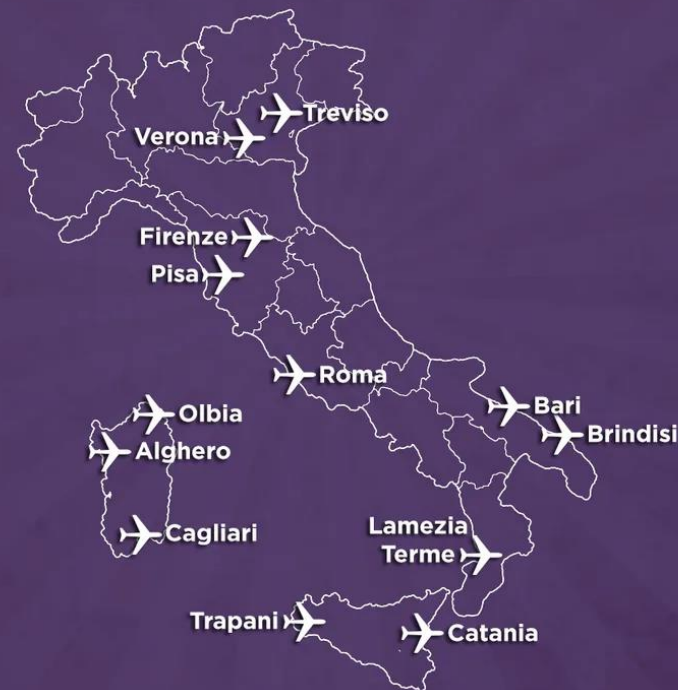 Treviso
Verona
Firenze
Pisa
Roma
Olbia
Bari
Brindisi
Alghero
Cagliari
Lamezia
Terme
Trapani
Catania